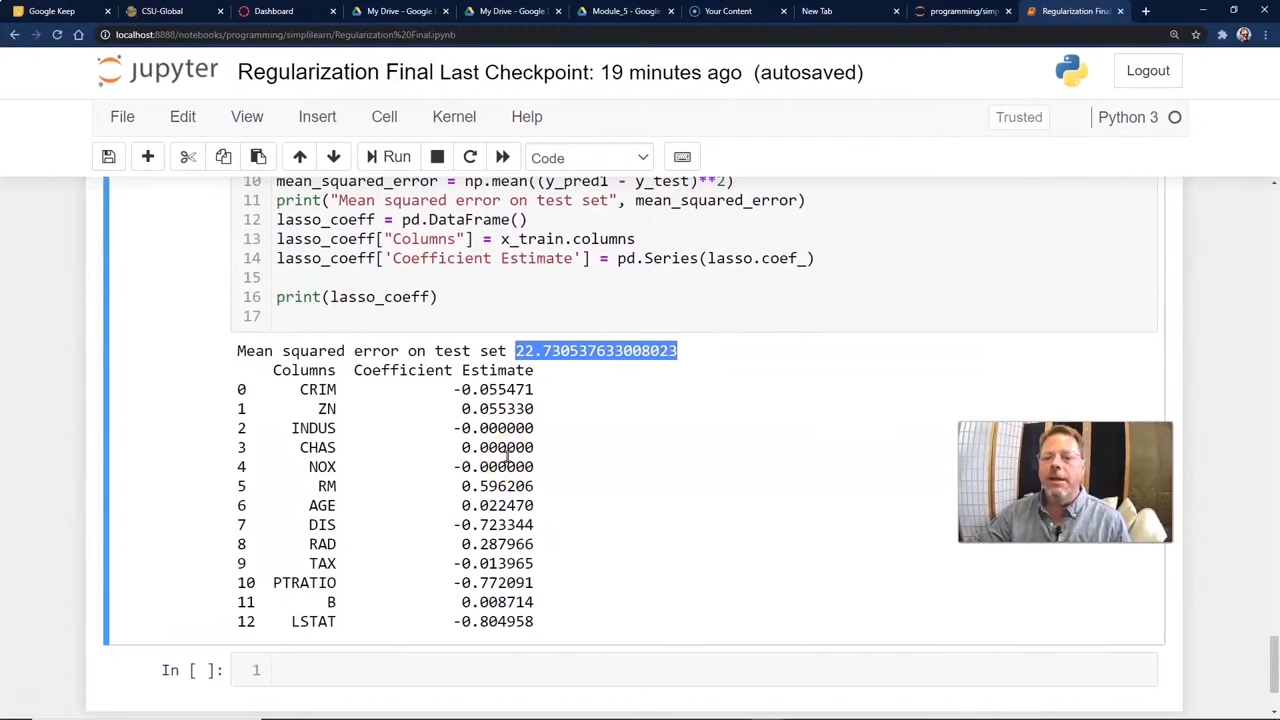 Google Keep
CSU-Global
Dashboard
My Drive - Google
My Drive - Google
Module_5 - Google
Your Content
New Tab
programming/simp
Regularization Final
localhost:8888/notebooks/programming/simplilearn/Regularization%20Final.ipynb
jupyter Regularization Final Last Checkpoint: 19 minutes ago (autosaved)
Logout
File Edit View Insert Cell Kernel Help
Trusted
Python 3
Run
Code
10 mean_squared_error = np.mean((y_pred1 - y_test)**2)
11 print("Mean squared error on test set", mean_squared_error)
12 lasso_coeff = pd.DataFrame()
13 lasso_coeff["Columns"] = x_train.columns
14 lasso_coeff['Coefficient Estimate'] = pd.Series(lasso.coef_)
15
16 print(lasso_coeff)
17
Mean squared error on test set 22.730537633008023
Columns Coefficient Estimate
0 CRIM -0.055471
1 ZN 0.055330
2 INDUS -0.000000
3 CHAS 0.000000
4 NOX -0.000000
5 RM 0.596206
6 AGE 0.022470
7 DIS -0.723344
8 RAD 0.287966
9 TAX -0.013965
10 PTRATIO -0.772091
11 B 0.008714
12 LSTAT -0.804958
In [ ]: 1